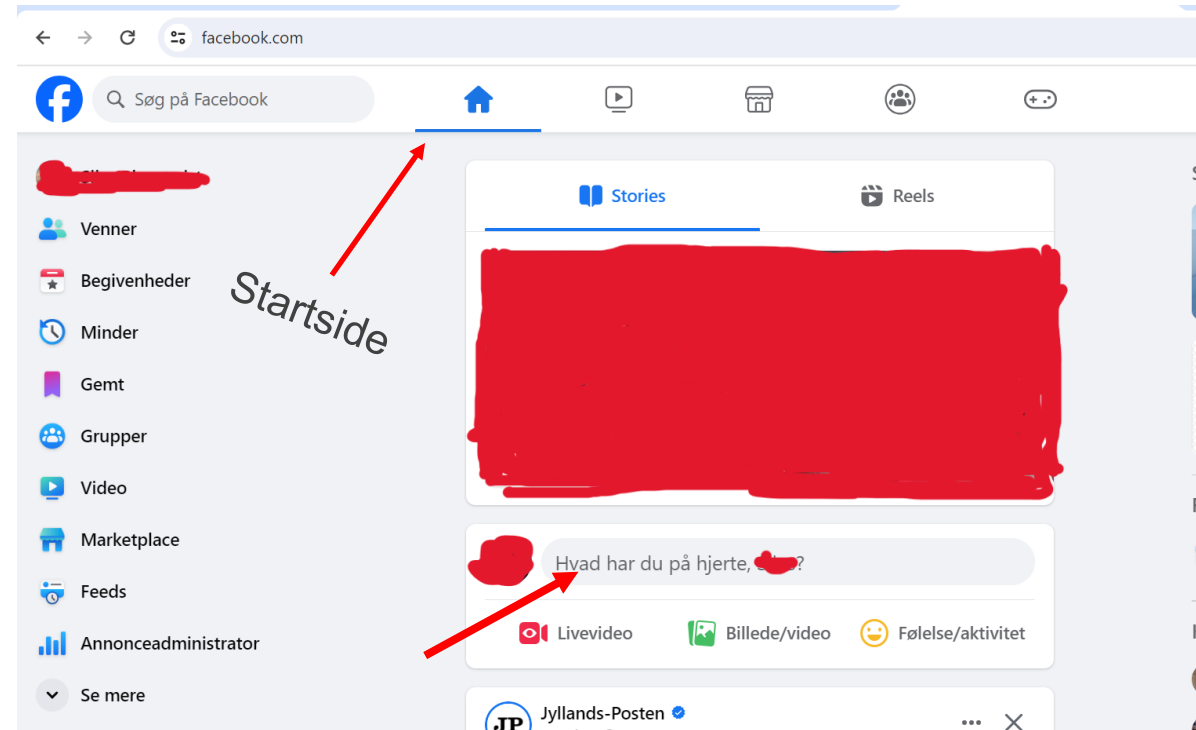 facebook.com
Søg på Facebook
Venner
Begivenheder
Minder
Gemt
Grupper
Video
Marketplace
Feeds
Annonceadministrator
Se mere
Startside
Stories
Reels
Hvad har du på hjerte, ?
Livevideo
Billede/video
Følelse/aktivitet
JP
Jyllands-Posten